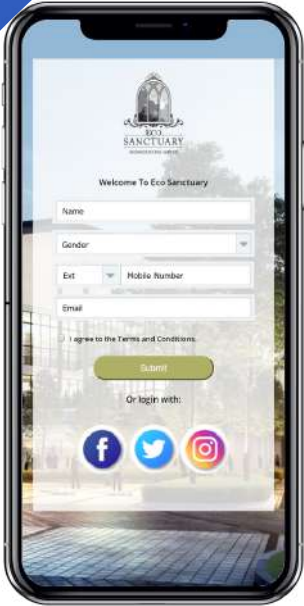 ECO
SANCTUARY
Welcome To Eco Sanctuary
Name
Gender
Ext
Mobile Number
Email
I agree to the Terms and Conditions.
Submit
Or login with: